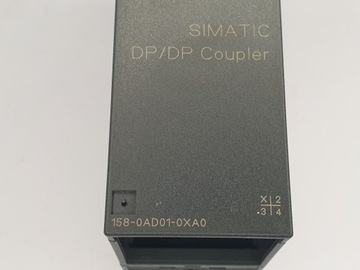 SIMATIC
DP/DP Coupler
158-0AD01-0XA0
X 2
3 4